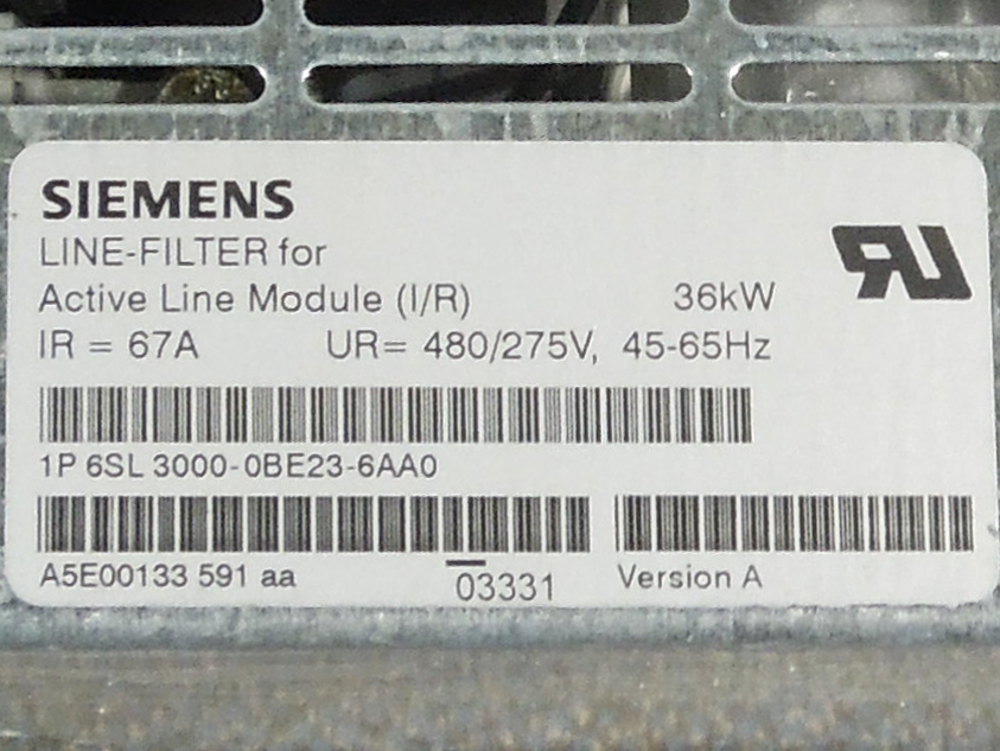 SIEMENS
LINE-FILTER for
Active Line Module (I/R) 36kW
IR = 67A UR= 480/275V, 45-65Hz
1P 6SL 3000-0BE23-6AA0
A5E00133 591 aa 03331 Version A